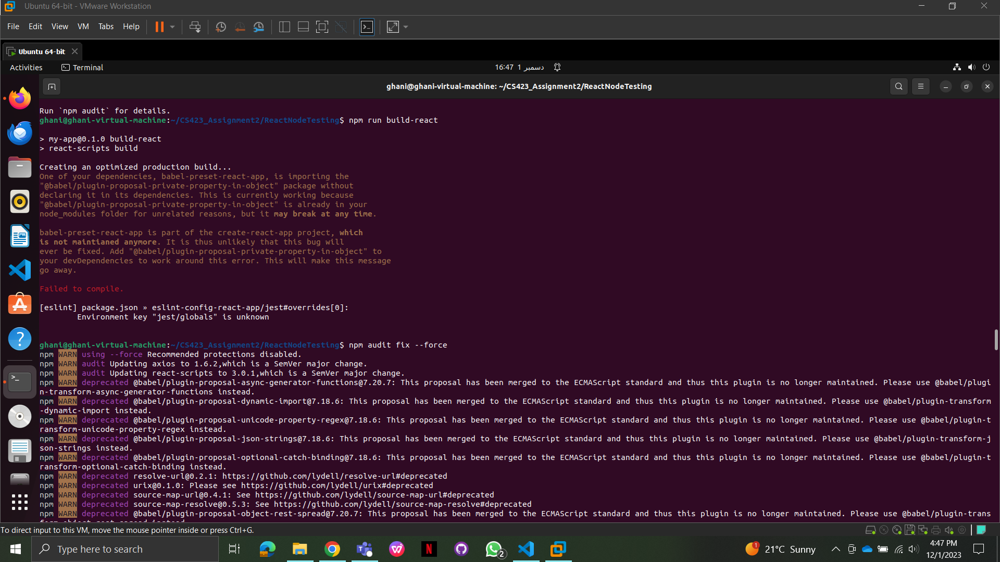 Ubuntu 64-bit - VMware Workstation
File Edit View VM Tabs Help
Ubuntu 64-bit
Activities Terminal 16:47 1 دسمبر
ghani@ghani-virtual-machine: ~/CS423_Assignment2/ReactNodeTesting
Run `npm audit` for details.
ghani@ghani-virtual-machine:~/CS423_Assignment2/ReactNodeTesting$ npm run build-react
> my-app@0.1.0 build-react
> react-scripts build
Creating an optimized production build...
One of your dependencies, babel-preset-react-app, is importing the
"@babel/plugin-proposal-private-property-in-object" package without
declaring it in its dependencies. This is currently working because
"@babel/plugin-proposal-private-property-in-object" is already in your
node_modules folder for unrelated reasons, but it may break at any time.
babel-preset-react-app is part of the create-react-app project, which
is not maintianed anymore. It is thus unlikely that this bug will
ever be fixed. Add "@babel/plugin-proposal-private-property-in-object" to
your devDependencies to work around this error. This will make this message
go away.
Failed to compile.
[eslint] package.json » eslint-config-react-app/jest#overrides[0]:
Environment key "jest/globals" is unknown
ghani@ghani-virtual-machine:~/CS423_Assignment2/ReactNodeTesting$ npm audit fix --force
npm WARN using --force Recommended protections disabled.
npm WARN audit Updating axios to 1.6.2,which is a SemVer major change.
npm WARN audit Updating react-scripts to 3.0.1,which is a SemVer major change.
npm WARN deprecated @babel/plugin-proposal-async-generator-functions@7.20.7: This proposal has been merged to the ECMAScript standard and thus this plugin is no longer maintained. Please use @babel/plugi
n-transform-async-generator-functions instead.
npm WARN deprecated @babel/plugin-proposal-dynamic-import@7.18.6: This proposal has been merged to the ECMAScript standard and thus this plugin is no longer maintained. Please use @babel/plugin-transform
-dynamic-import instead.
npm WARN deprecated @babel/plugin-proposal-unicode-property-regex@7.18.6: This proposal has been merged to the ECMAScript standard and thus this plugin is no longer maintained. Please use @babel/plugin-t
ransform-unicode-property-regex instead.
npm WARN deprecated @babel/plugin-proposal-json-strings@7.18.6: This proposal has been merged to the ECMAScript standard and thus this plugin is no longer maintained. Please use @babel/plugin-transform-j
son-strings instead.
npm WARN deprecated @babel/plugin-proposal-optional-catch-binding@7.18.6: This proposal has been merged to the ECMAScript standard and thus this plugin is no longer maintained. Please use @babel/plugin-t
ransform-optional-catch-binding instead.
npm WARN deprecated resolve-url@0.2.1: https://github.com/lydell/resolve-url#deprecated
npm WARN deprecated urix@0.1.0: Please see https://github.com/lydell/urix#deprecated
npm WARN deprecated source-map-url@0.4.1: See https://github.com/lydell/source-map-url#deprecated
npm WARN deprecated source-map-resolve@0.5.3: See https://github.com/lydell/source-map-resolve#deprecated
npm WARN deprecated @babel/plugin-proposal-object-rest-spread@7.20.7: This proposal has been merged to the ECMAScript standard and thus this plugin is no longer maintained. Please use @babel/plugin-trans
To direct input to this VM, move the mouse pointer inside or press Ctrl+G.
Type here to search
2
1
21°C Sunny
4:47 PM
12/1/2023